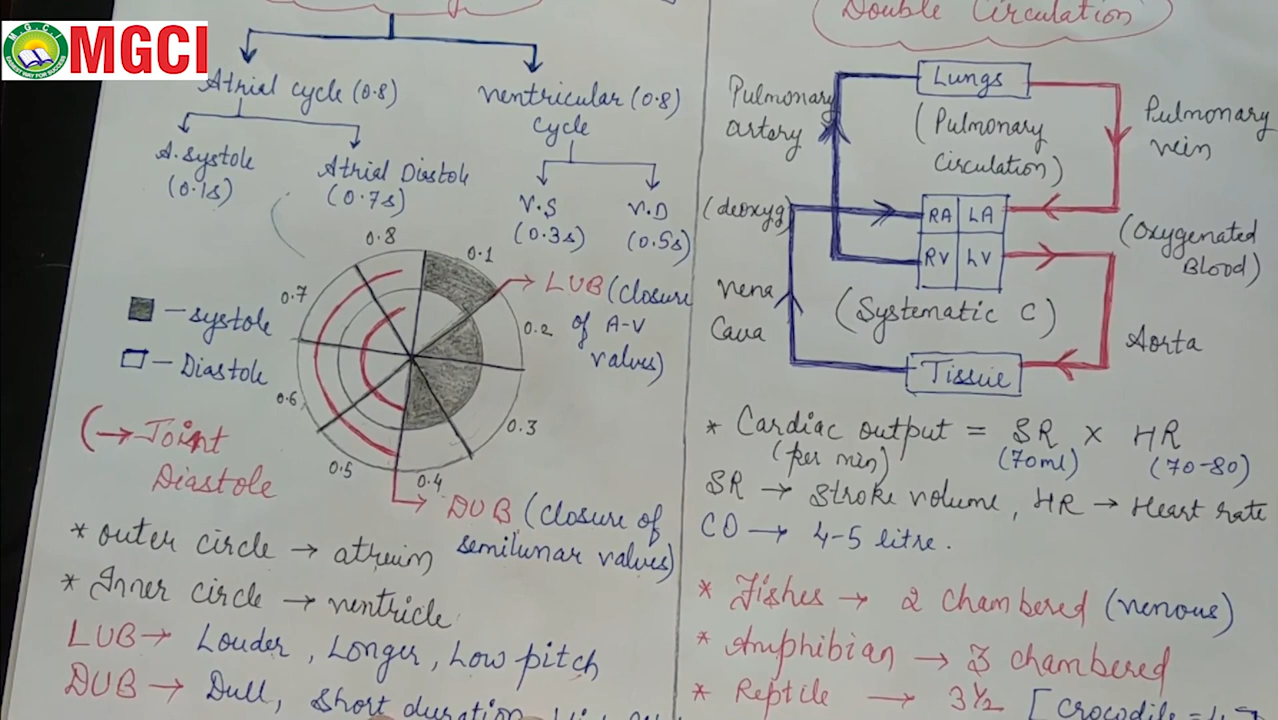 M.G.C.I
MGCI
Atrial cycle (0.8)
ventricular (0.8)
cycle
A.systole
(0.1s)
Atrial Diastole
(0.7s)
V.S
(0.3s)
V.D
(0.5s)
0.8
0.1
0.7
0.2
0.6
0.3
0.5
0.4
- systole
- Diastole
→ Joint
Diastole
→ LUB (closure
of A-V
valves)
→ DUB (closure of
semilunar valves)
* outer circle → atreium
* Inner circle → ventricle
LUB → Louder, Longer, Low pitch
DUB → Dull, short duration
Double Circulation
Lungs
Pulmonary
artery
(Pulmonary
Circulation)
Pulmonary
vein
(deoxyg)
RA LA
RV LV
(Oxygenated
Blood)
vena
Cava
(Systematic C)
Aorta
Tissue
* Cardiac output = SR x HR
(per min) (70ml) (70-80)
SR → Stroke volume, HR → Heart rate
CO → 4-5 litre.
* Fishes → 2 chambered (venous)
* Amphibian → 3 chambered
* Reptile → 3½ [crocodile =